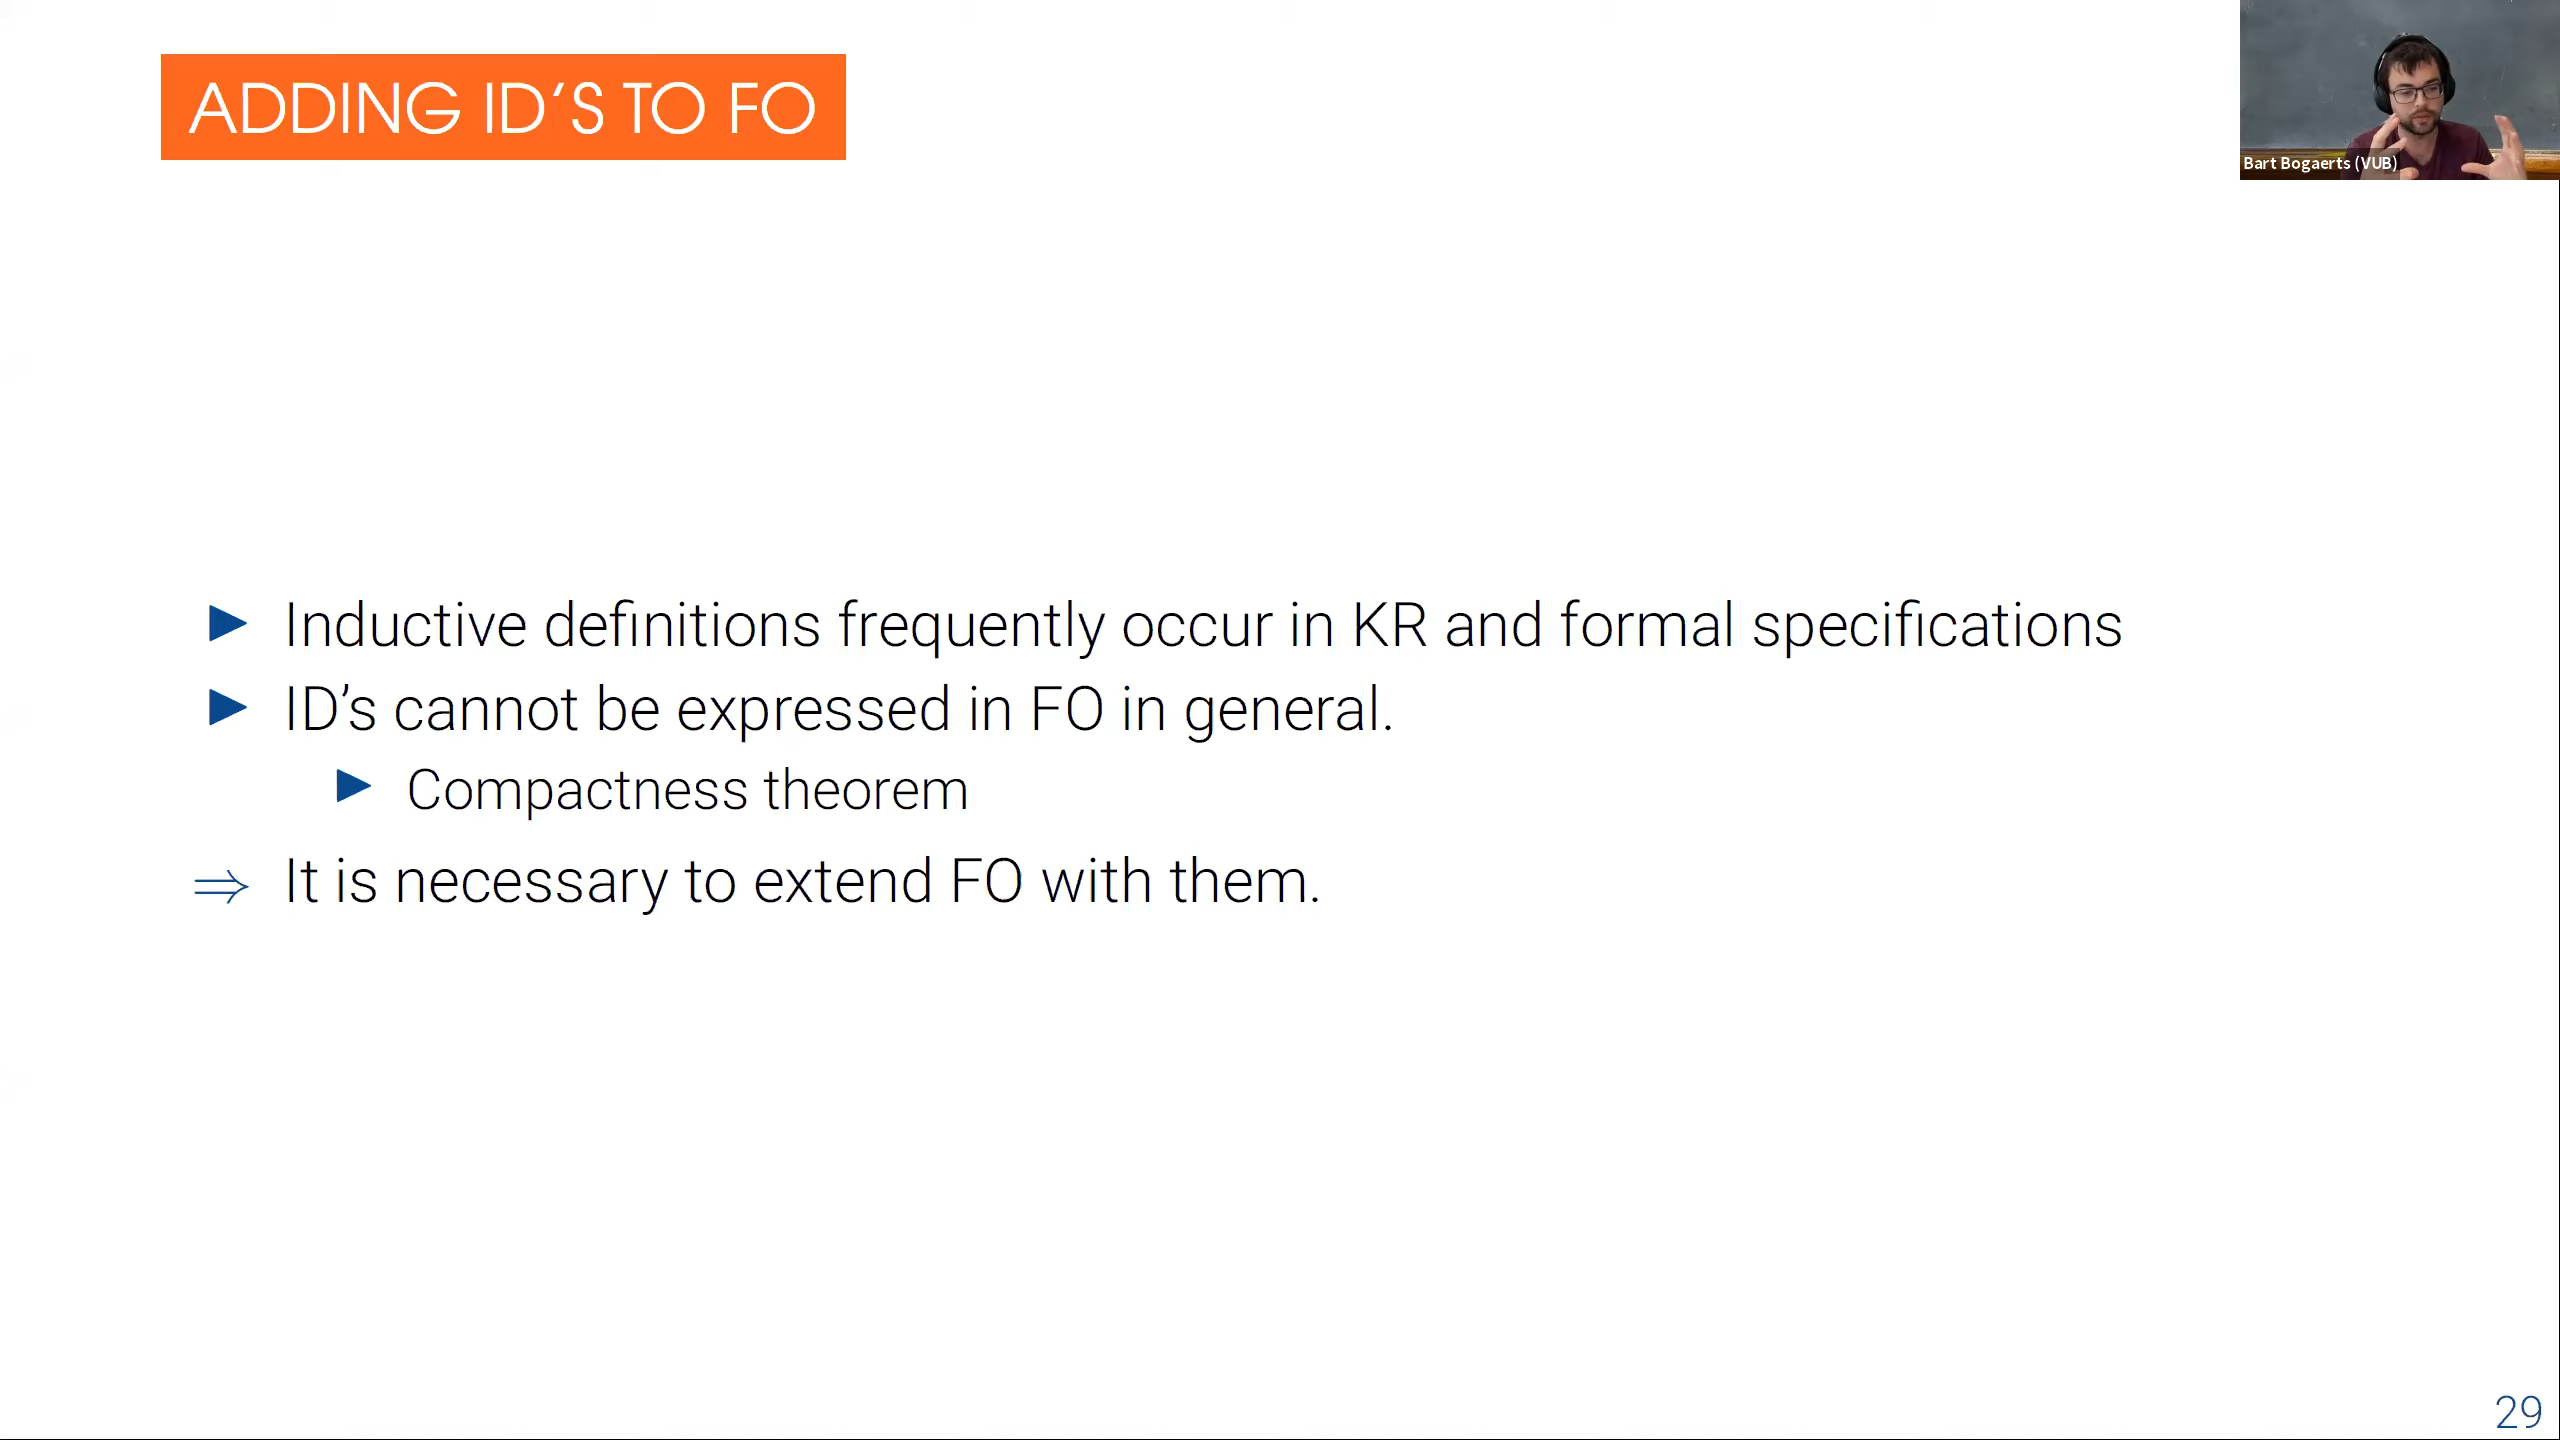 ADDING ID'S TO FO
Bart Bogaerts (VUB)
Inductive definitions frequently occur in KR and formal specifications
ID’s cannot be expressed in FO in general.
Compactness theorem
⇒ It is necessary to extend FO with them.
29